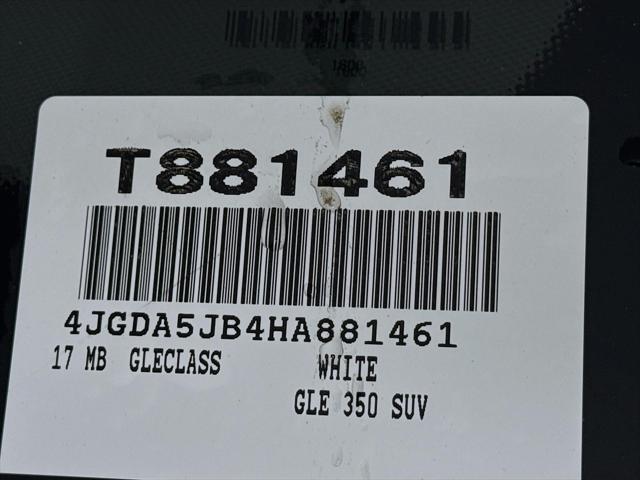 T881461
4JGDA5JB4HA881461
17 MB GLECLASS WHITE
GLE 350 SUV